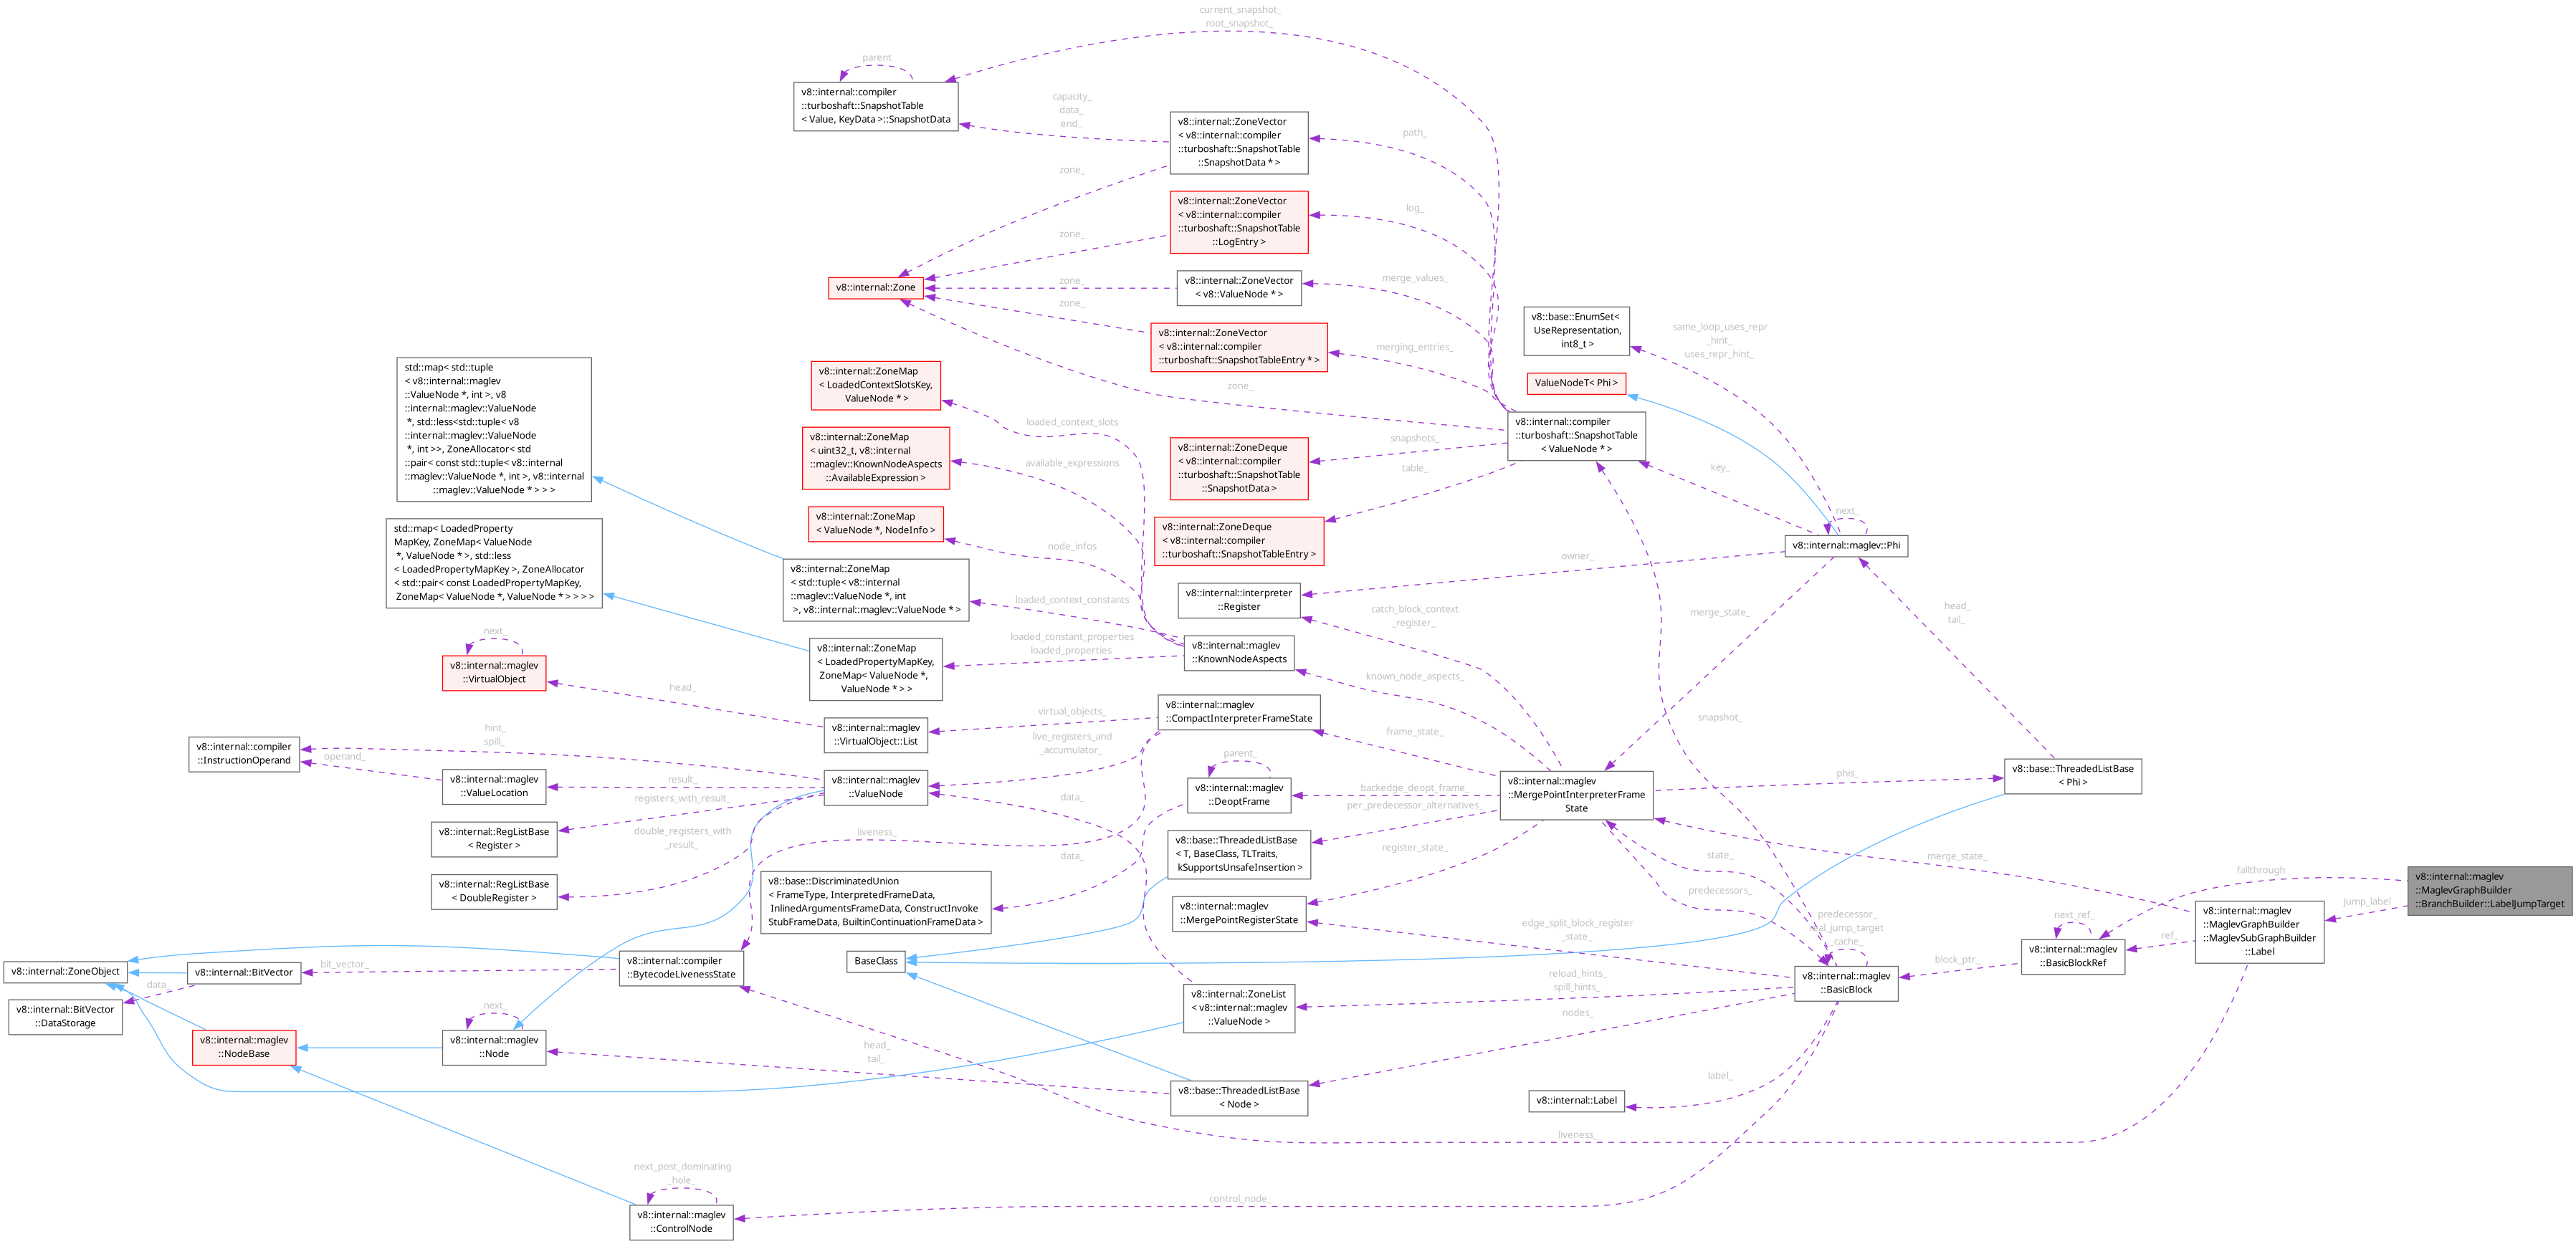 current_snapshot_
root_snapshot_
parent
v8::internal::compiler
::turboshaft::SnapshotTable
< Value, KeyData >::SnapshotData
capacity_
data_
end_
v8::internal::ZoneVector
< v8::internal::compiler
::turboshaft::SnapshotTable
::SnapshotData * >
path_
zone_
v8::internal::ZoneVector
< v8::internal::compiler
::turboshaft::SnapshotTable
::LogEntry >
log_
zone_
v8::internal::Zone
zone_
v8::internal::ZoneVector
< v8::ValueNode * >
merge_values_
zone_
v8::internal::ZoneVector
< v8::internal::compiler
::turboshaft::SnapshotTableEntry * >
merging_entries_
zone_
v8::base::EnumSet<
UseRepresentation,
int8_t >
same_loop_uses_repr
_hint_
uses_repr_hint_
ValueNodeT< Phi >
std::map< std::tuple
< v8::internal::maglev
::ValueNode *, int >, v8
::internal::maglev::ValueNode
*, std::less<std::tuple< v8
::internal::maglev::ValueNode
*, int >>, ZoneAllocator< std
::pair< const std::tuple< v8::internal
::maglev::ValueNode *, int >, v8::internal
::maglev::ValueNode * > > >
v8::internal::ZoneMap
< LoadedContextSlotsKey,
ValueNode * >
loaded_context_slots
v8::internal::compiler
::turboshaft::SnapshotTable
< ValueNode * >
v8::internal::ZoneMap
< uint32_t, v8::internal
::maglev::KnownNodeAspects
::AvailableExpression >
available_expressions
v8::internal::ZoneDeque
< v8::internal::compiler
::turboshaft::SnapshotTable
::SnapshotData >
snapshots_
table_
key_
v8::internal::ZoneMap
< ValueNode *, NodeInfo >
node_infos
v8::internal::ZoneDeque
< v8::internal::compiler
::turboshaft::SnapshotTableEntry >
next_
v8::internal::maglev::Phi
std::map< LoadedProperty
MapKey, ZoneMap< ValueNode
*, ValueNode * >, std::less
< LoadedPropertyMapKey >, ZoneAllocator
< std::pair< const LoadedPropertyMapKey,
ZoneMap< ValueNode *, ValueNode * > > > >
v8::internal::ZoneMap
< std::tuple< v8::internal
::maglev::ValueNode *, int
>, v8::internal::maglev::ValueNode * >
loaded_context_constants
v8::internal::interpreter
::Register
owner_
catch_block_context
_register_
merge_state_
head_
tail_
next_
v8::internal::maglev
::VirtualObject
v8::internal::ZoneMap
< LoadedPropertyMapKey,
ZoneMap< ValueNode *,
ValueNode * > >
loaded_constant_properties
loaded_properties
v8::internal::maglev
::KnownNodeAspects
known_node_aspects_
head_
v8::internal::maglev
::VirtualObject::List
virtual_objects_
v8::internal::maglev
::CompactInterpreterFrameState
frame_state_
snapshot_
v8::internal::compiler
::InstructionOperand
hint_
spill_
operand_
v8::internal::maglev
::ValueLocation
result_
registers_with_result_
v8::internal::maglev
::ValueNode
live_registers_and
_accumulator_
data_
parent_
v8::internal::maglev
::DeoptFrame
backedge_deopt_frame_
per_predecessor_alternatives_
v8::internal::maglev
::MergePointInterpreterFrame
State
phis_
v8::base::ThreadedListBase
< Phi >
v8::internal::RegListBase
< Register >
double_registers_with
_result_
liveness_
data_
v8::base::ThreadedListBase
< T, BaseClass, TLTraits,
kSupportsUnsafeInsertion >
register_state_
state_
merge_state_
fallthrough
v8::internal::maglev
::MaglevGraphBuilder
::BranchBuilder::LabelJumpTarget
v8::internal::RegListBase
< DoubleRegister >
v8::base::DiscriminatedUnion
< FrameType, InterpretedFrameData,
InlinedArgumentsFrameData, ConstructInvoke
StubFrameData, BuiltinContinuationFrameData >
v8::internal::maglev
::MergePointRegisterState
edge_split_block_register
_state_
predecessors_
predecessor_
real_jump_target
_cache_
next_ref_
v8::internal::maglev
::BasicBlockRef
ref_
jump_label
v8::internal::maglev
::MaglevGraphBuilder
::MaglevSubGraphBuilder
::Label
v8::internal::ZoneObject
v8::internal::BitVector
bit_vector_
v8::internal::compiler
::BytecodeLivenessState
BaseClass
block_ptr_
data_
v8::internal::BitVector
::DataStorage
v8::internal::ZoneList
< v8::internal::maglev
::ValueNode >
reload_hints_
spill_hints_
v8::internal::maglev
::BasicBlock
v8::internal::maglev
::NodeBase
next_
v8::internal::maglev
::Node
head_
tail_
nodes_
v8::base::ThreadedListBase
< Node >
label_
v8::internal::Label
liveness_
next_post_dominating
_hole_
v8::internal::maglev
::ControlNode
control_node_